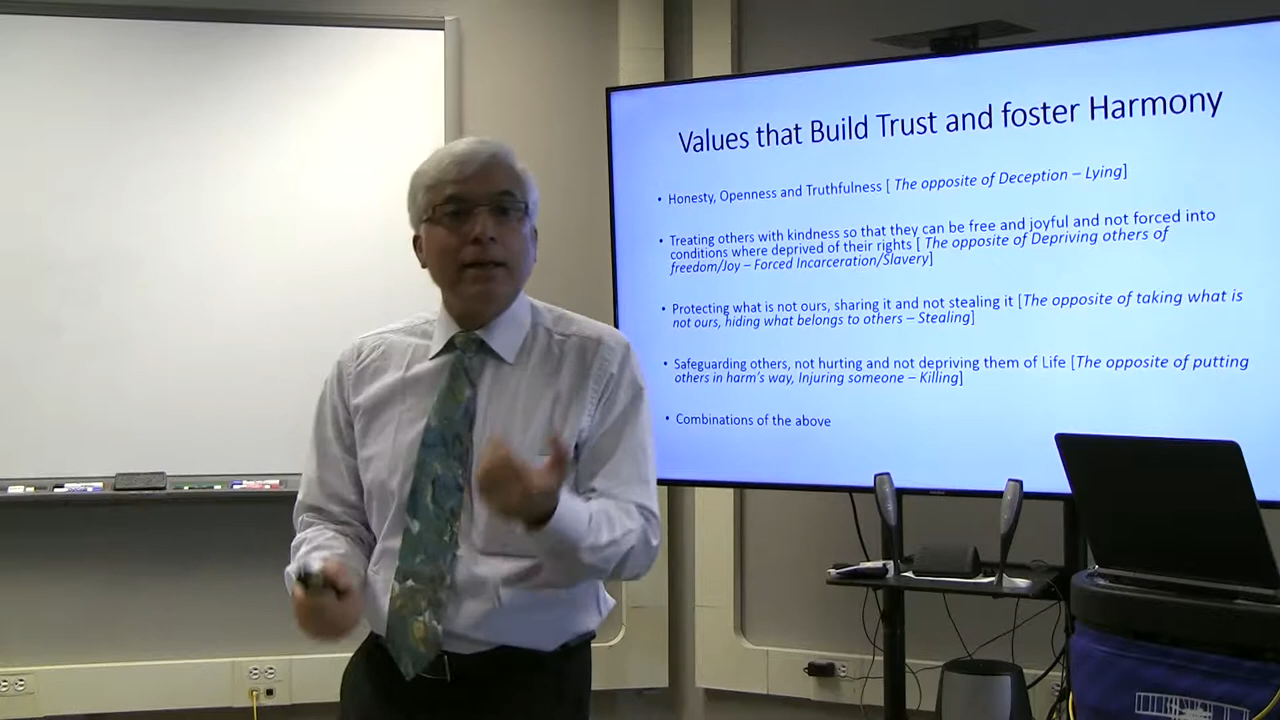 Values that Build Trust and foster Harmony
• Honesty, Openness and Truthfulness [ The opposite of Deception – Lying]
• Treating others with kindness so that they can be free and joyful and not forced into
conditions where deprived of their rights [ The opposite of Depriving others of
freedom/Joy – Forced Incarceration/Slavery]
• Protecting what is not ours, sharing it and not stealing it [The opposite of taking what is
not ours, hiding what belongs to others – Stealing]
• Safeguarding others, not hurting and not depriving them of Life [The opposite of putting
others in harm's way, Injuring someone – Killing]
• Combinations of the above